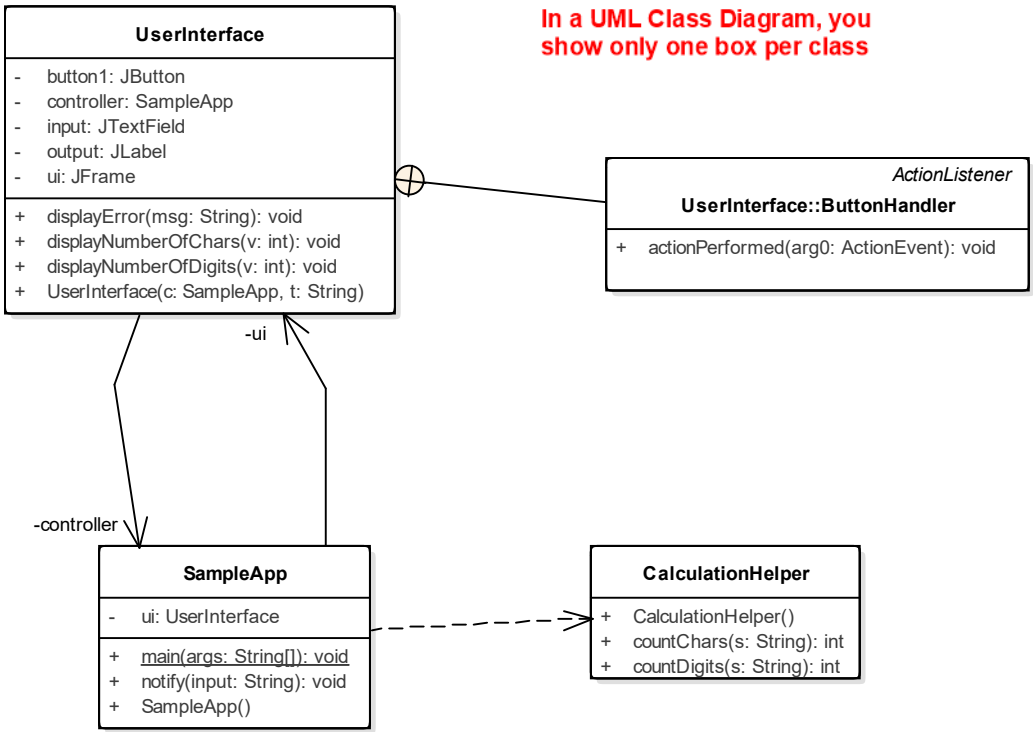 In a UML Class Diagram, you
show only one box per class
UserInterface
- button1: JButton
- controller: SampleApp
- input: JTextField
- output: JLabel
- ui: JFrame
+ displayError(msg: String): void
+ displayNumberOfChars(v: int): void
+ displayNumberOfDigits(v: int): void
+ UserInterface(c: SampleApp, t: String)
ActionListener
UserInterface::ButtonHandler
+ actionPerformed(arg0: ActionEvent): void
-ui
-controller
SampleApp
- ui: UserInterface
+ main(args: String[]): void
+ notify(input: String): void
+ SampleApp()
CalculationHelper
+ CalculationHelper()
+ countChars(s: String): int
+ countDigits(s: String): int